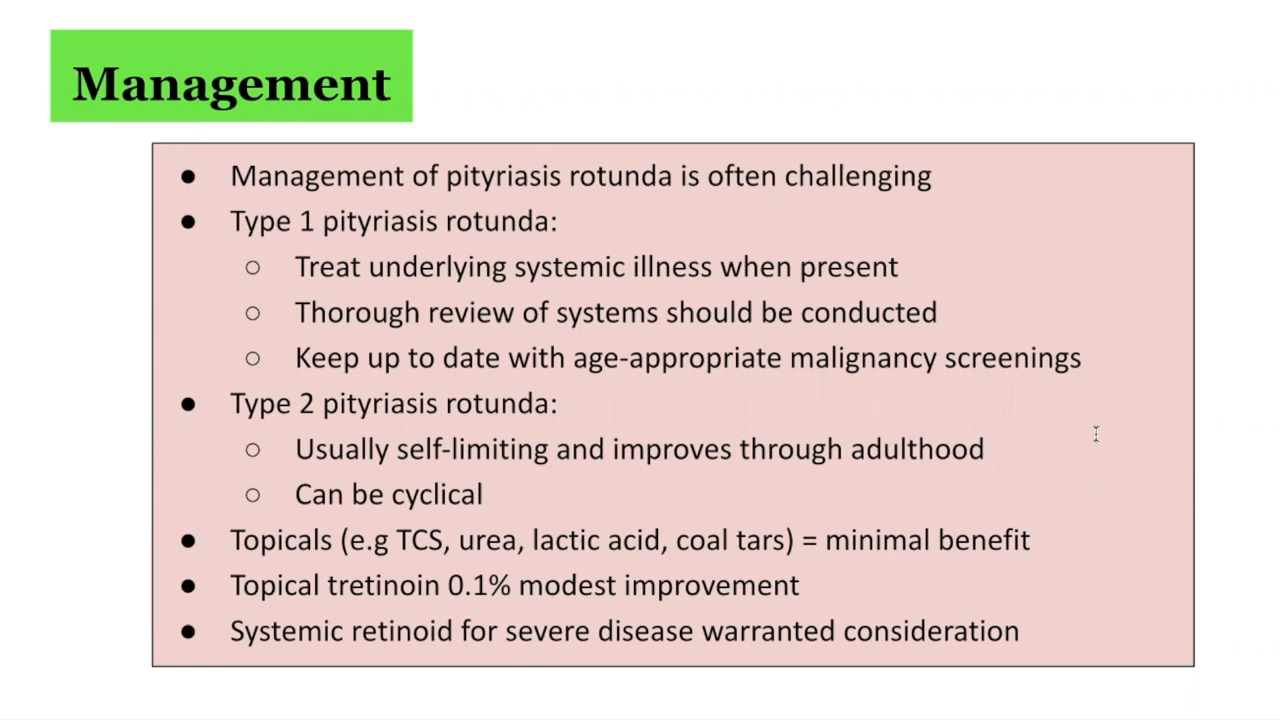 Management
● Management of pityriasis rotunda is often challenging
● Type 1 pityriasis rotunda:
○ Treat underlying systemic illness when present
○ Thorough review of systems should be conducted
○ Keep up to date with age-appropriate malignancy screenings
● Type 2 pityriasis rotunda:
○ Usually self-limiting and improves through adulthood
○ Can be cyclical
● Topicals (e.g TCS, urea, lactic acid, coal tars) = minimal benefit
● Topical tretinoin 0.1% modest improvement
● Systemic retinoid for severe disease warranted consideration